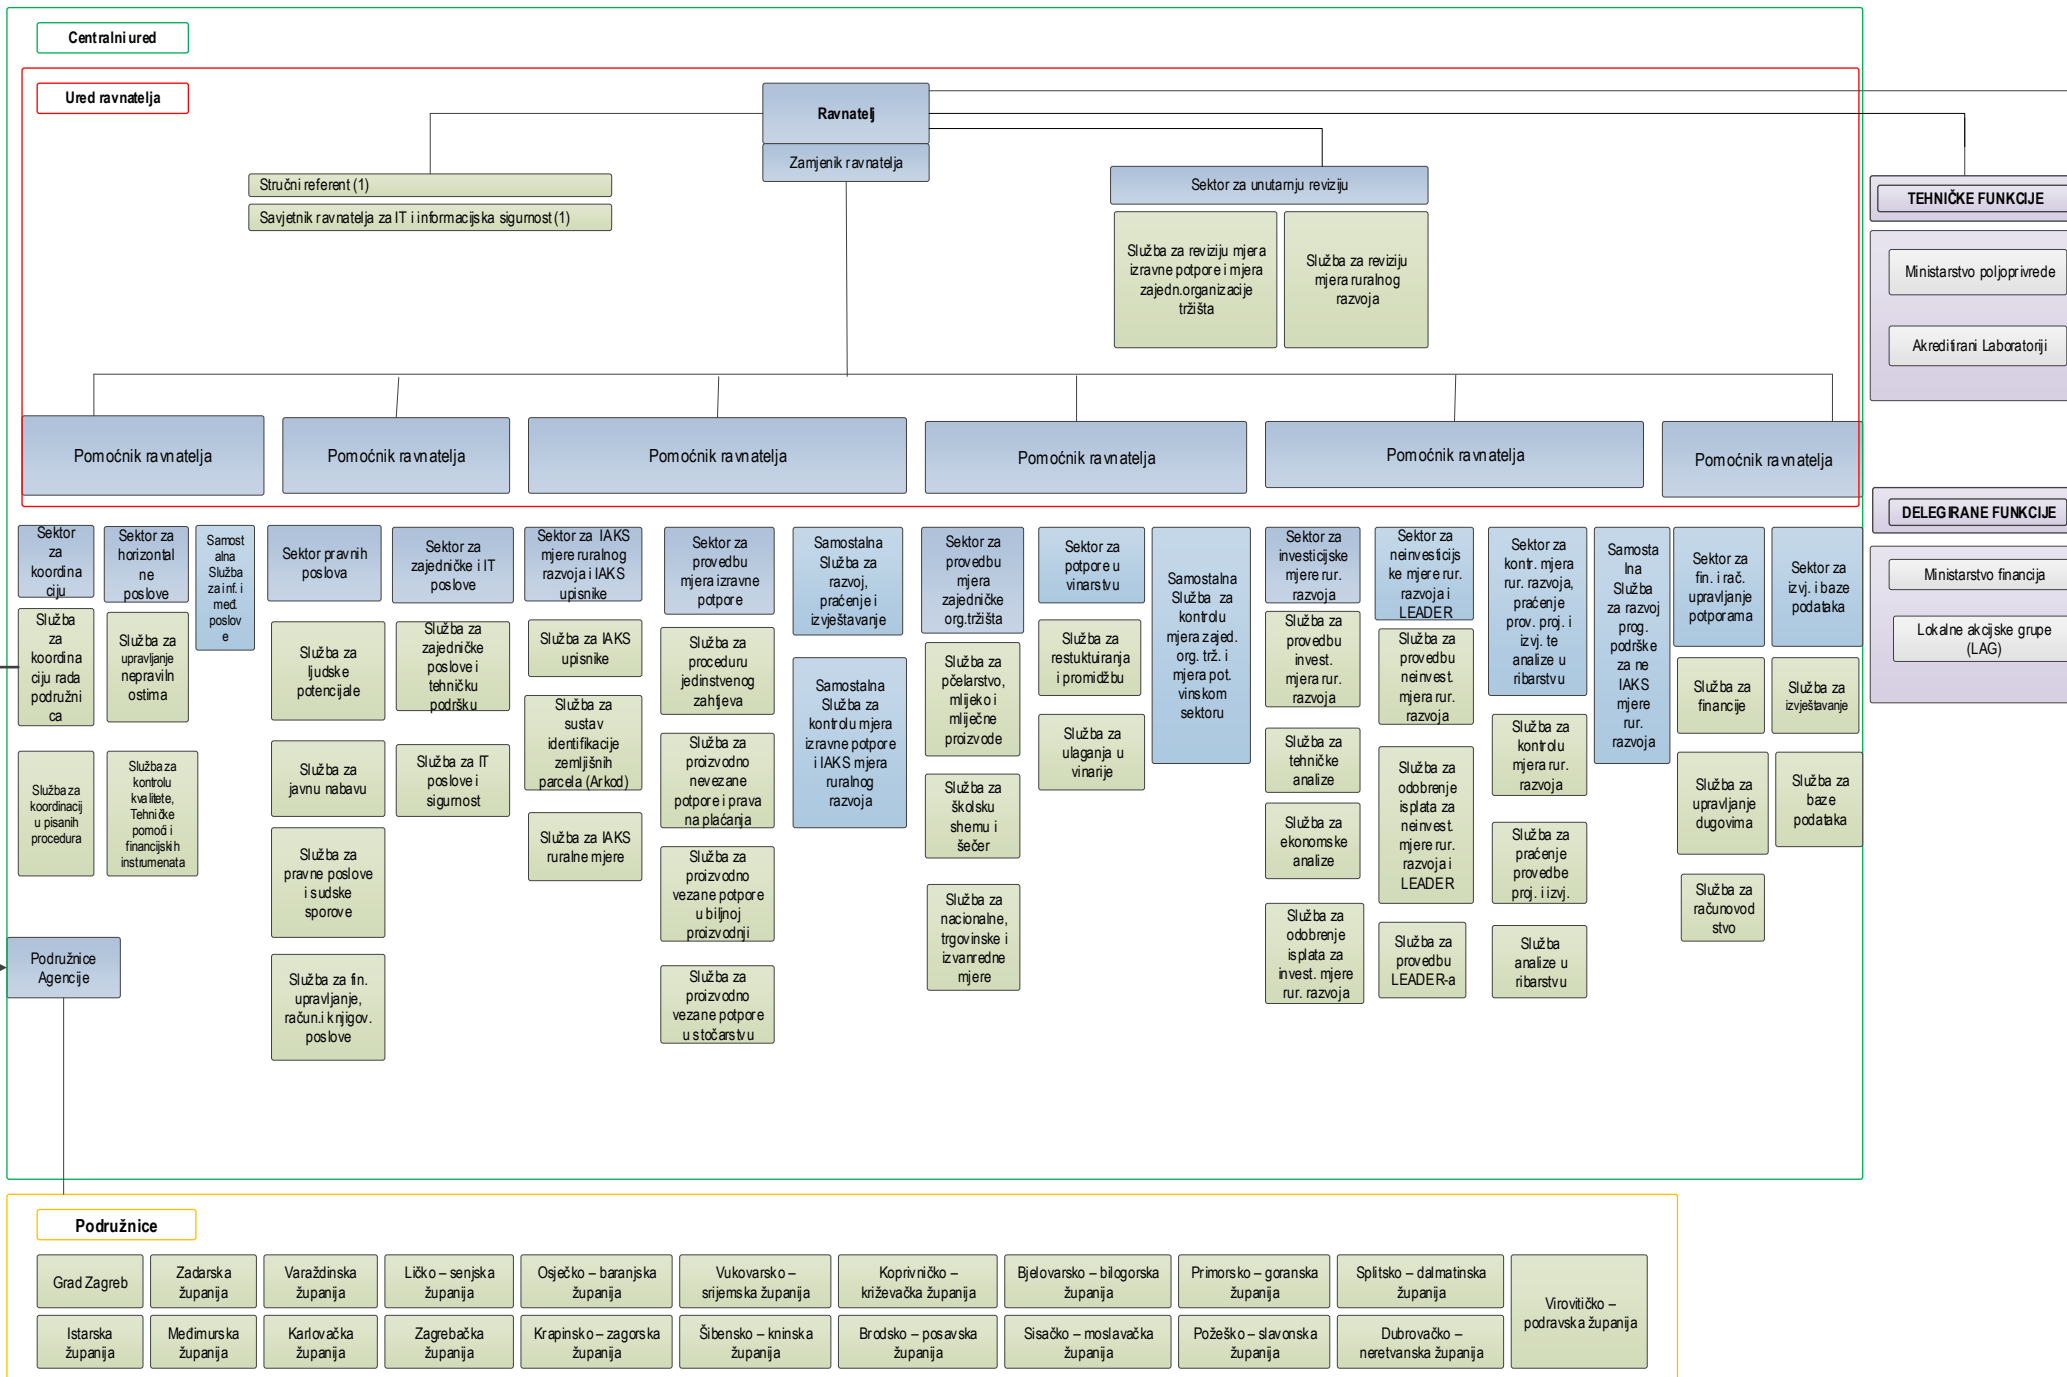 Centralni ured
Ured ravnatelja
Ravnatelj
Zamjenik ravnatelja
Stručni referent (1)
Savjetnik ravnatelja za IT i informacijska sigurnost (1)
Sektor za unutarnju reviziju
Služba za reviziju mjera
izravne potpore i mjera
zajedn.organizacije
tržišta
Služba za reviziju
mjera ruralnog
razvoja
TEHNIČKE FUNKCIJE
Ministarstvo poljoprivrede
Akreditirani Laboratoriji
DELEGIRANE FUNKCIJE
Ministarstvo financija
Lokalne akcijske grupe
(LAG)
Pomoćnik ravnatelja
Pomoćnik ravnatelja
Pomoćnik ravnatelja
Pomoćnik ravnatelja
Pomoćnik ravnatelja
Pomoćnik ravnatelja
Sektor
za
koordina
ciju
Služba
za
koordina
ciju rada
podružni
ca
Služba za
koordinacij
u pisanih
procedura
Sektor za
horizontal
ne
poslove
Služba za
upravljanje
nepraviln
ostima
Služba za
kontrolu
kvalitete,
Tehničke
pomoći i
financijskih
instrumenata
Samost
alna
Služba
za inf. i
međ.
poslov
e
Sektor pravnih
poslova
Služba za
ljudske
potencijale
Služba za
javnu nabavu
Služba za
pravne poslove
i sudske
sporove
Služba za fin.
upravljanje,
račun.i knjigov.
poslove
Sektor za
zajedničke i IT
poslove
Služba za
zajedničke
poslove i
tehničku
podršku
Služba za IT
poslove i
sigurnost
Sektor za IAKS
mjere ruralnog
razvoja i IAKS
upisnike
Služba za IAKS
upisnike
Služba za
sustav
identifikacije
zemljišnih
parcela (Arkod)
Služba za IAKS
ruralne mjere
Sektor za
provedbu
mjera izravne
potpore
Služba za
proceduru
jedinstvenog
zahtjeva
Služba za
proizvodno
nevezane
potpore i prava
na plaćanja
Služba za
proizvodno
vezane potpore
u biljnoj
proizvodnji
Služba za
proizvodno
vezane potpore
u stočarstvu
Samostalna
Služba za
razvoj,
praćenje i
izvještavanje
Samostalna
Služba za
kontrolu mjera
izravne potpore
i IAKS mjera
ruralnog
razvoja
Sektor za
provedbu
mjera
zajedničke
org.tržišta
Služba za
pčelarstvo,
mlijeko i
mliječne
proizvode
Služba za
školsku
shemu i
šećer
Služba za
nacionalne,
trgovinske i
izvanredne
mjere
Sektor za
potpore u
vinarstvu
Služba za
restuktuiranja
i promidžbu
Služba za
ulaganja u
vinarije
Samostalna
Služba za
kontrolu
mjera zajed.
org. trž. i
mjera pot.
vinskom
sektoru
Sektor za
investicijske
mjere rur.
razvoja
Služba za
provedbu
invest.
mjera rur.
razvoja
Služba za
tehničke
analize
Služba za
ekonomske
analize
Služba za
odobrenje
isplata za
invest. mjere
rur. razvoja
Sektor za
neinvesticijs
ke mjere rur.
razvoja i
LEADER
Služba za
provedbu
neinvest.
mjera rur.
razvoja
Služba za
odobrenje
isplata za
neinvest.
mjere rur.
razvoja i
LEADER
Služba za
provedbu
LEADER-a
Sektor za
kontr. mjera
rur. razvoja,
praćenje
prov. proj. i
izvj. te
analize u
ribarstvu
Služba za
kontrolu
mjera rur.
razvoja
Služba za
praćenje
provedbe
proj. i izvj.
Služba
analize u
ribarstvu
Samosta
lna
Služba
za razvoj
prog.
podrške
za ne
IAKS
mjere
rur.
razvoja
Sektor za
fin. i rač.
upravljanje
potporama
Služba za
financije
Služba za
upravljanje
dugovima
Služba za
računovod
stvo
Sektor za
izvj. i baze
podataka
Služba za
izvještavanje
Služba za
baze
podataka
Podružnice
Agencije
Podružnice
Grad Zagreb
Zadarska
županija
Varaždinska
županija
Ličko – senjska
županija
Osječko – baranjska
županija
Vukovarsko –
srijemska županija
Koprivničko –
križevačka županija
Bjelovarsko – bilogorska
županija
Primorsko – goranska
županija
Splitsko – dalmatinska
županija
Virovitičko –
podravska županija
Istarska
županija
Međimurska
županija
Karlovačka
županija
Zagrebačka
županija
Krapinsko – zagorska
županija
Šibensko – kninska
županija
Brodsko – posavska
županija
Sisačko – moslavačka
županija
Požeško – slavonska
županija
Dubrovačko –
neretvanska županija